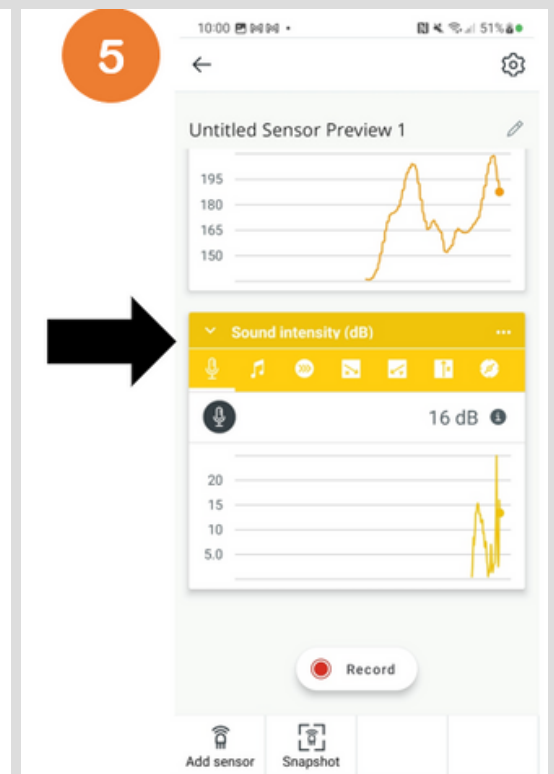 5
10:00
51%
Untitled Sensor Preview 1
195
180
165
150
Sound intensity (dB)
16 dB
20
15
10
5.0
Record
Add sensor
Snapshot